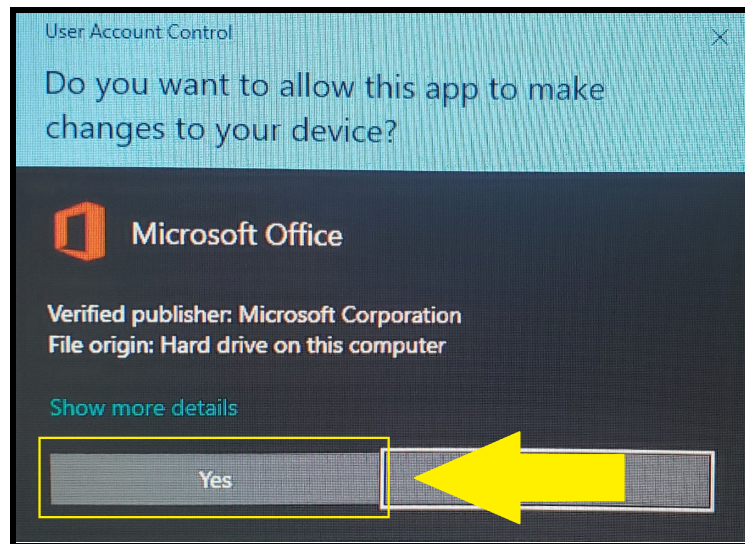 User Account Control
Do you want to allow this app to make
changes to your device?
Microsoft Office
Verified publisher: Microsoft Corporation
File origin: Hard drive on this computer
Show more details
Yes